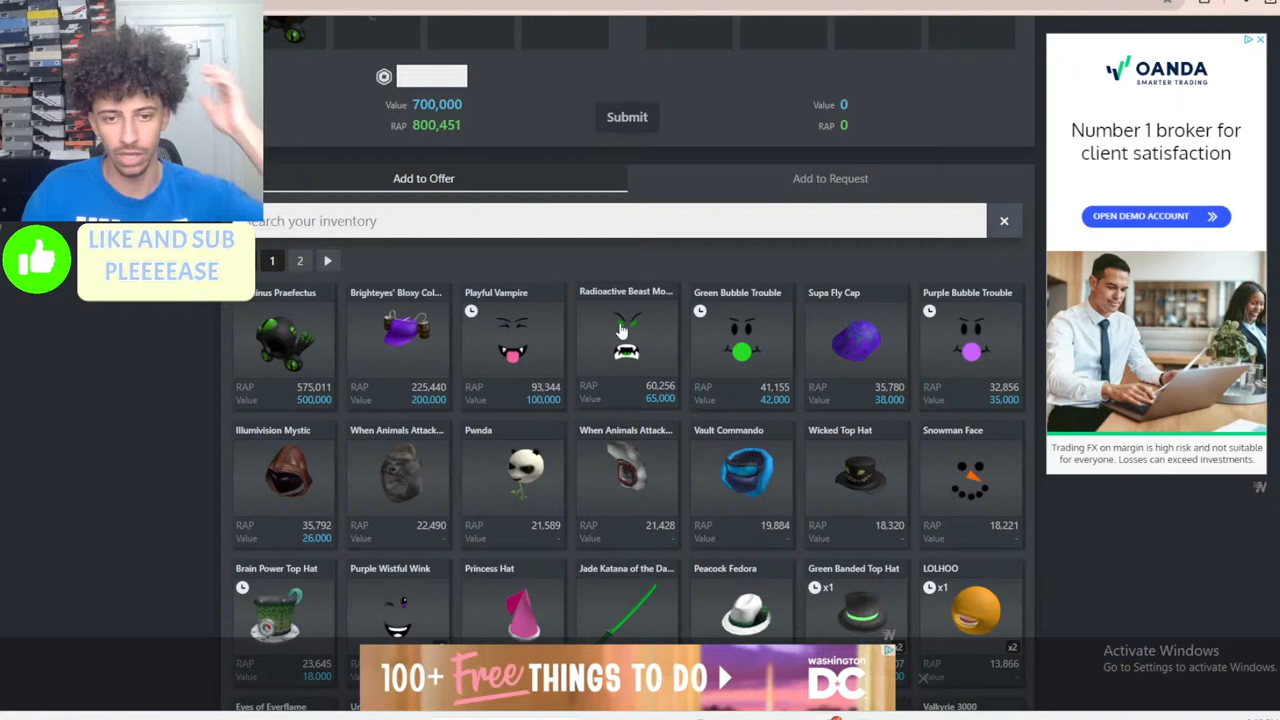 Value 700,000
RAP 800,451
Submit
Value 0
RAP 0
Add to Offer
Add to Request
earch your inventory
1 2
LIKE AND SUB
PLEEEEASE
inus Praefectus
RAP 575,011
Value 500,000
Brighteyes' Bloxy Col...
RAP 225,440
Value 200,000
Playful Vampire
RAP 93,344
Value 100,000
Radioactive Beast Mo...
RAP 60,256
Value 65,000
Green Bubble Trouble
RAP 41,155
Value 42,000
Supa Fly Cap
RAP 35,780
Value 38,000
Purple Bubble Trouble
RAP 32,856
Value 35,000
Illumivision Mystic
RAP 35,792
Value 26,000
When Animals Attack...
RAP 22,490
Value -
Pwnda
RAP 21,589
Value -
When Animals Attack...
RAP 21,428
Value -
Vault Commando
RAP 19,884
Value -
Wicked Top Hat
RAP 18,320
Value -
Snowman Face
RAP 18,221
Value -
Brain Power Top Hat
RAP 23,645
Value 18,000
Purple Wistful Wink
Princess Hat
Jade Katana of the Da...
Peacock Fedora
Green Banded Top Hat
x1
x2
LOLHOO
x1
x2
13,866
-
Eyes of Everflame
Valkyrie 3000
OANDA
SMARTER TRADING
Number 1 broker for
client satisfaction
OPEN DEMO ACCOUNT
Trading FX on margin is high risk and not suitable
for everyone. Losses can exceed investments.
100+ Free THINGS TO DO
WASHINGTON
DC
Activate Windows
Go to Settings to activate Windows.